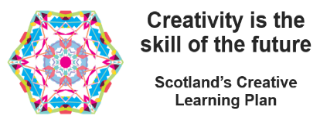 Creativity is the
skill of the future
Scotland's Creative
Learning Plan